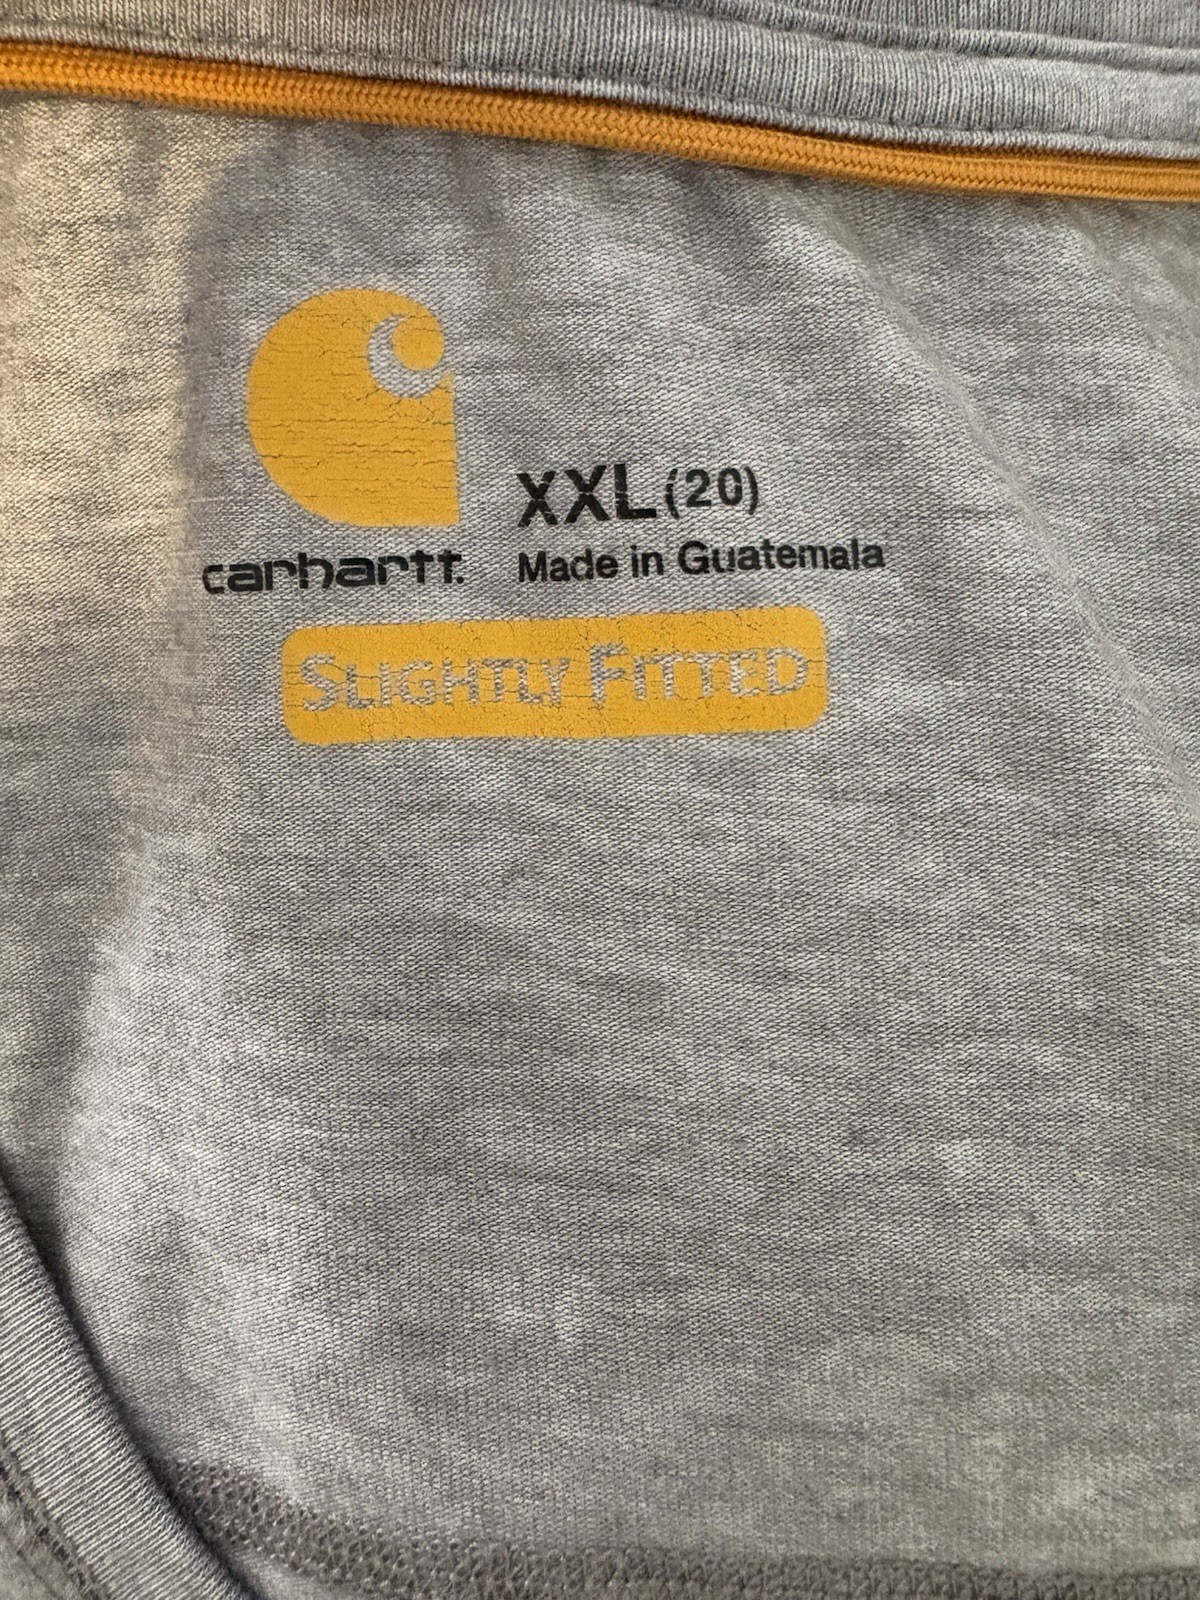 XXL (20)
carhartt.
Made in Guatemala
SLIGHTLY FITTED